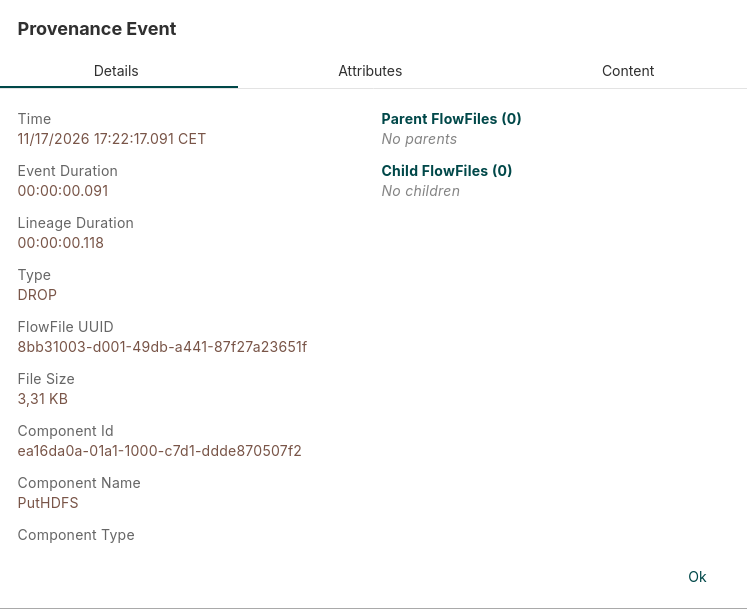 Provenance Event
Details
Attributes
Content
Time
11/17/2026 17:22:17.091 CET
Event Duration
00:00:00.091
Lineage Duration
00:00:00.118
Type
DROP
FlowFile UUID
8bb31003-d001-49db-a441-87f27a23651f
File Size
3,31 KB
Component Id
ea16da0a-01a1-1000-c7d1-ddde870507f2
Component Name
PutHDFS
Component Type
Parent FlowFiles (0)
No parents
Child FlowFiles (0)
No children
Ok